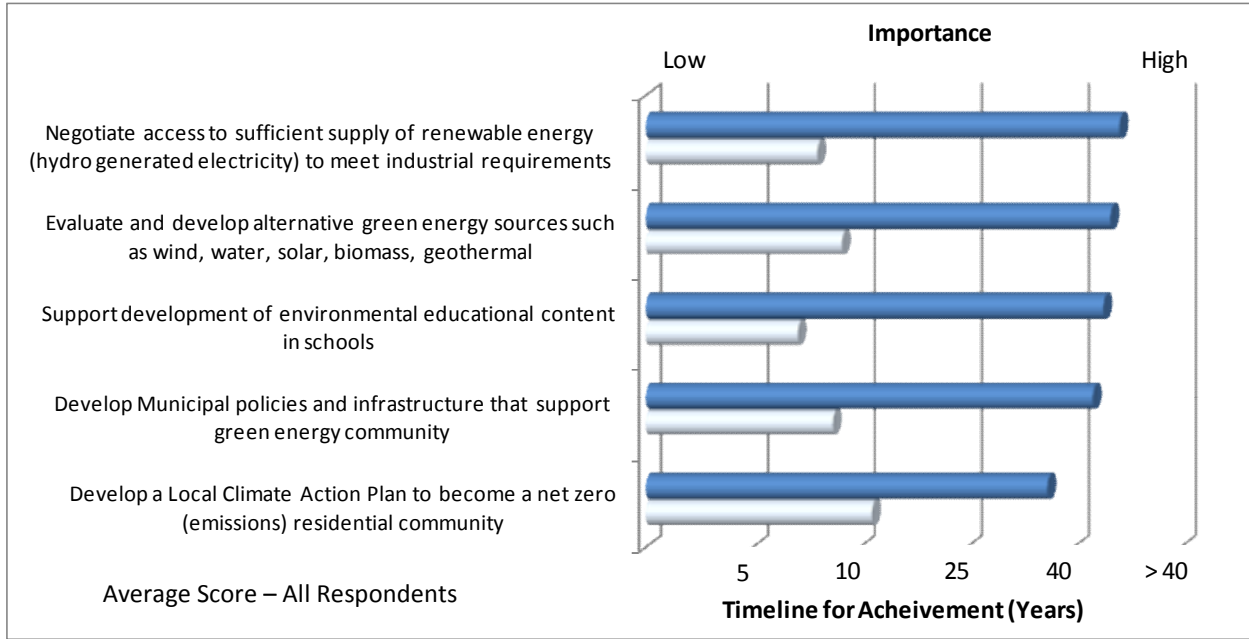 Importance
Low High
Negotiate access to sufficient supply of renewable energy
(hydro generated electricity) to meet industrial requirements
Evaluate and develop alternative green energy sources such
as wind, water, solar, biomass, geothermal
Support development of environmental educational content
in schools
Develop Municipal policies and infrastructure that support
green energy community
Develop a Local Climate Action Plan to become a net zero
(emissions) residential community
5 10 25 40 > 40
Average Score – All Respondents
Timeline for Acheivement (Years)